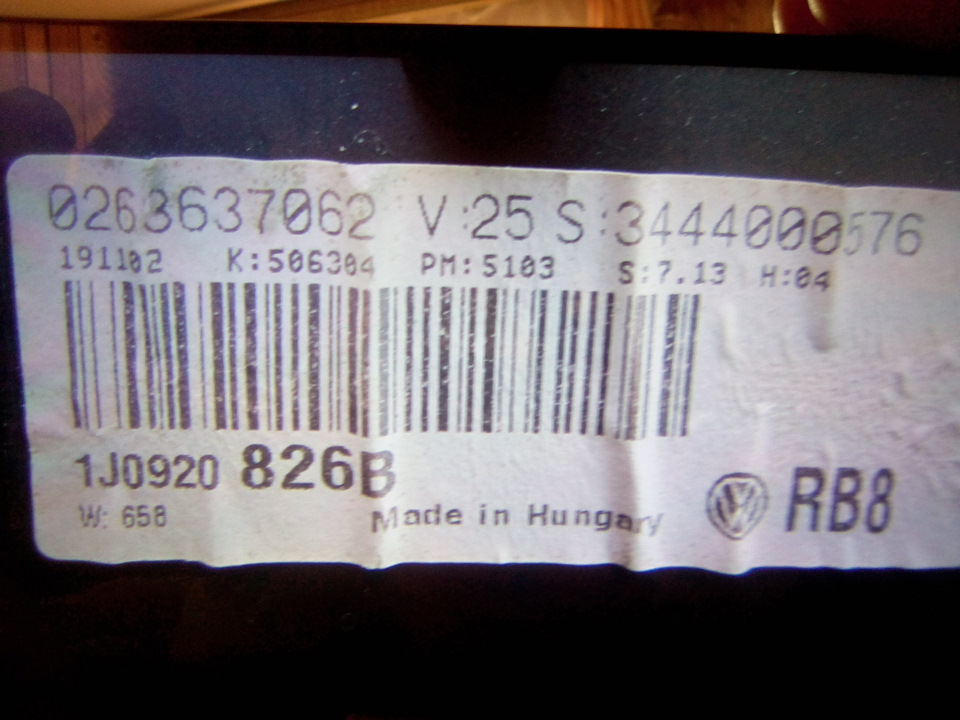 0263637062 V:25 S:3444000576
191102 K:506304 PM:5103 S:7.13 H:04
1J0920 826B
W: 658 Made in Hungary RB8